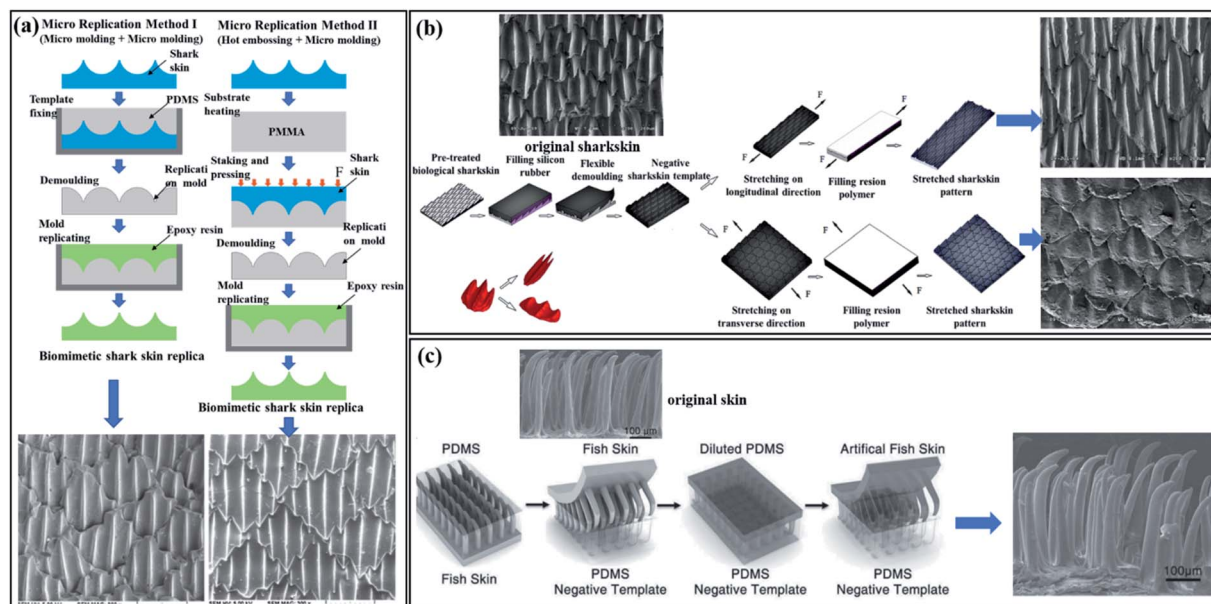 (a)
Micro Replication Method I
(Micro molding + Micro molding)
Shark
skin
Template
fixing
PDMS
Demoulding
Replicati
on mold
Mold
replicating
Epoxy resin
Biomimetic shark skin replica
Micro Replication Method II
(Hot embossing + Micro molding)
Substrate
heating
PMMA
Staking and
pressing
F
Shark
skin
Demoulding
Replicati
on mold
Mold
replicating
Epoxy resin
Biomimetic shark skin replica
(b)
original sharkskin
Pre-treated
biological sharkskin
Filling silicon
rubber
Flexible
demoulding
Negative
sharkskin template
F
F
Stretching on
longitudinal direction
F
F
Filling resion
polymer
Stretched sharkskin
pattern
F
F
Stretching on
transverse direction
F
F
Filling resion
polymer
Stretched sharkskin
pattern
(c)
100 μm
original skin
PDMS
Fish Skin
Fish Skin
PDMS
Negative Template
Diluted PDMS
PDMS
Negative Template
Artifical Fish Skin
PDMS
Negative Template
100μm